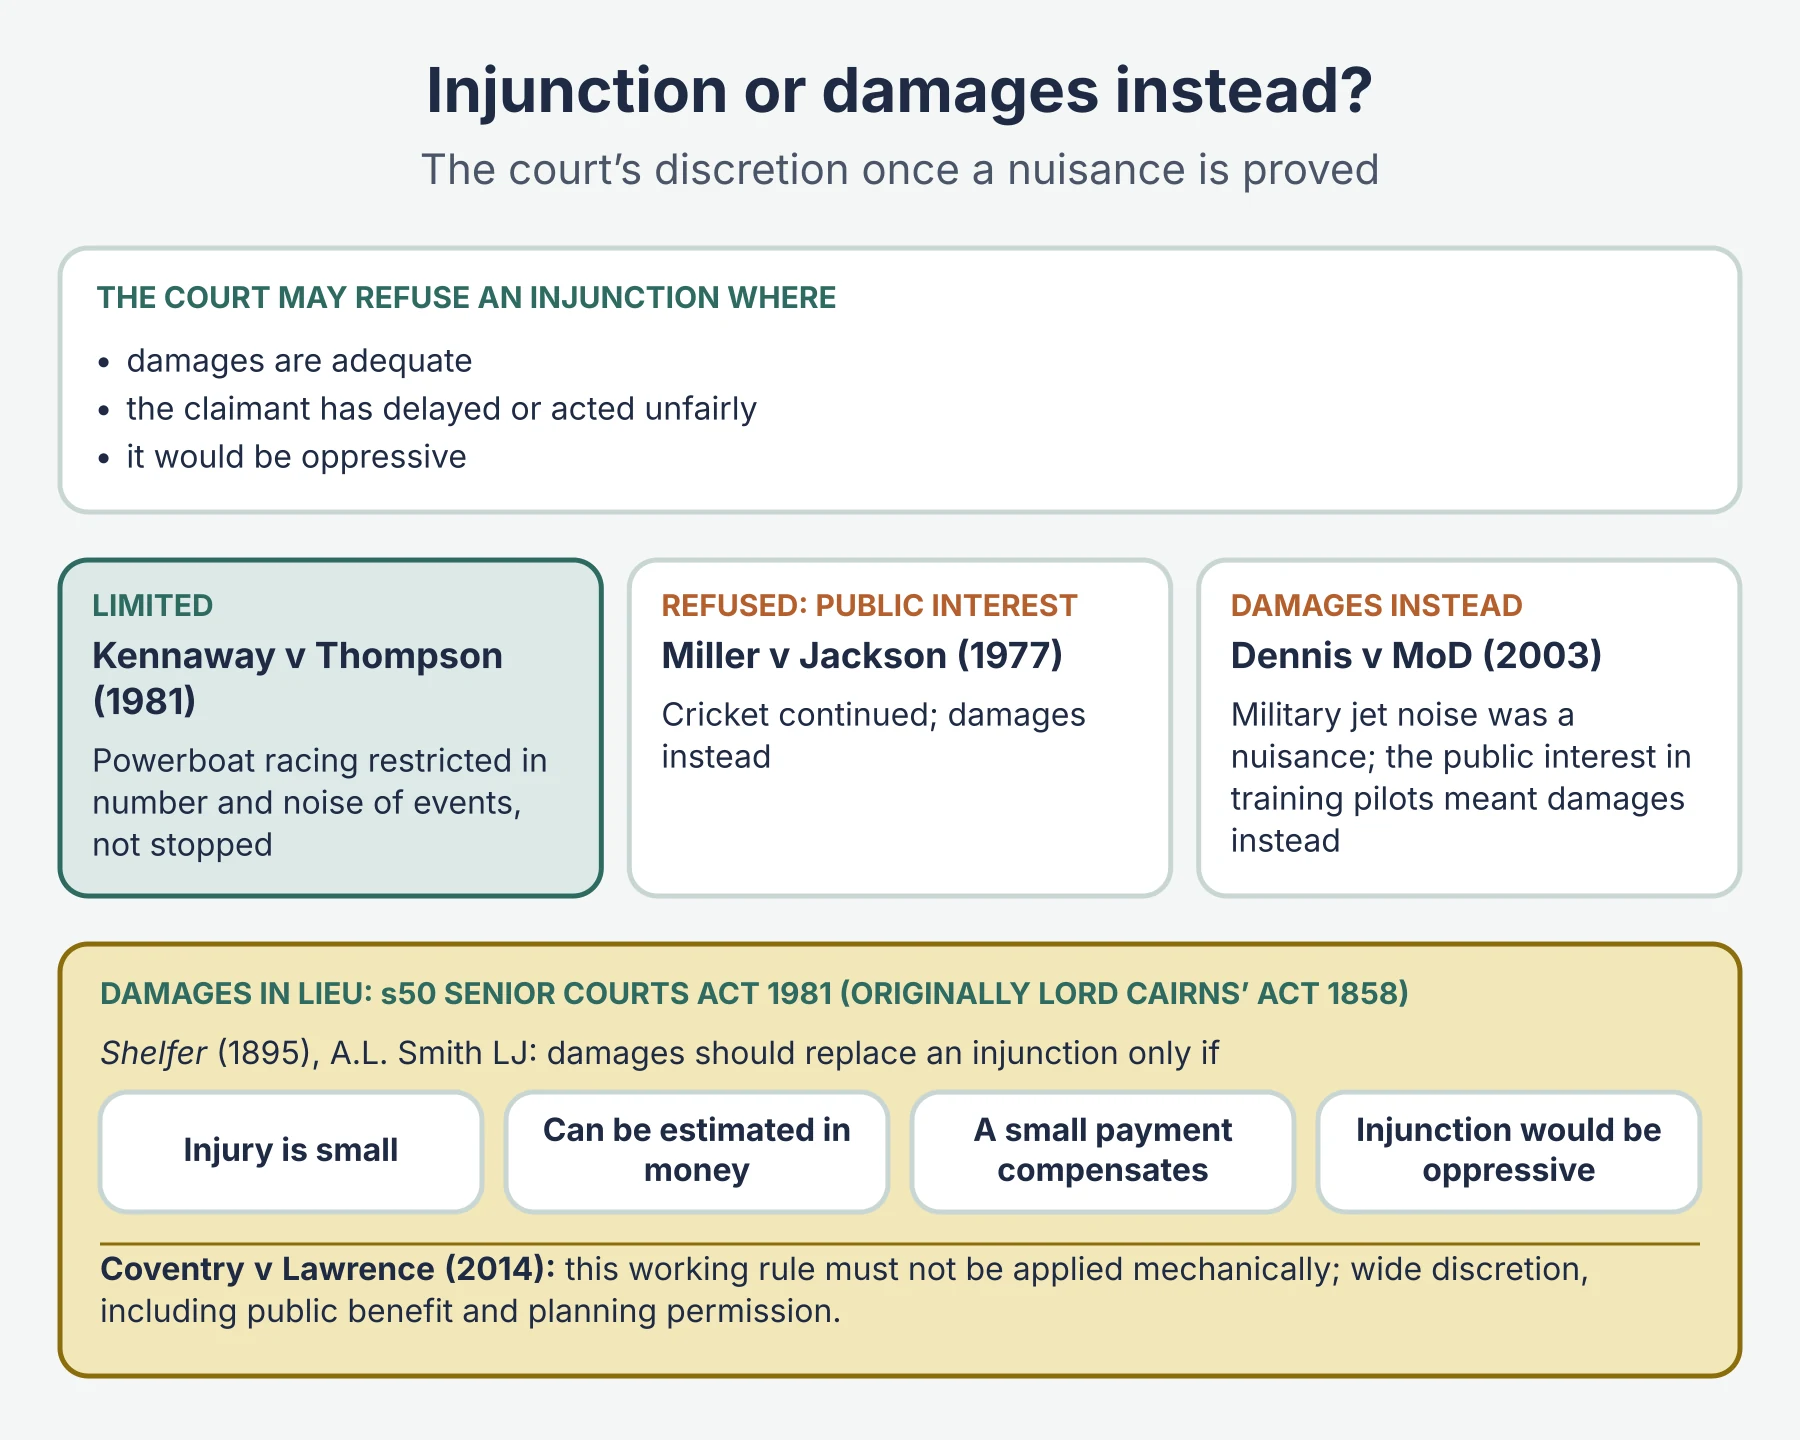 Injunction or damages instead?
The court’s discretion once a nuisance is proved
THE COURT MAY REFUSE AN INJUNCTION WHERE
• damages are adequate
• the claimant has delayed or acted unfairly
• it would be oppressive
LIMITED
Kennaway v Thompson
(1981)
Powerboat racing restricted in
number and noise of events,
not stopped
REFUSED: PUBLIC INTEREST
Miller v Jackson (1977)
Cricket continued; damages
instead
DAMAGES INSTEAD
Dennis v MoD (2003)
Military jet noise was a
nuisance; the public interest in
training pilots meant damages
instead
DAMAGES IN LIEU: s50 SENIOR COURTS ACT 1981 (ORIGINALLY LORD CAIRNS’ ACT 1858)
Shelfer (1895), A.L. Smith LJ: damages should replace an injunction only if
Injury is small
Can be estimated in
money
A small payment
compensates
Injunction would be
oppressive
Coventry v Lawrence (2014): this working rule must not be applied mechanically; wide discretion,
including public benefit and planning permission.